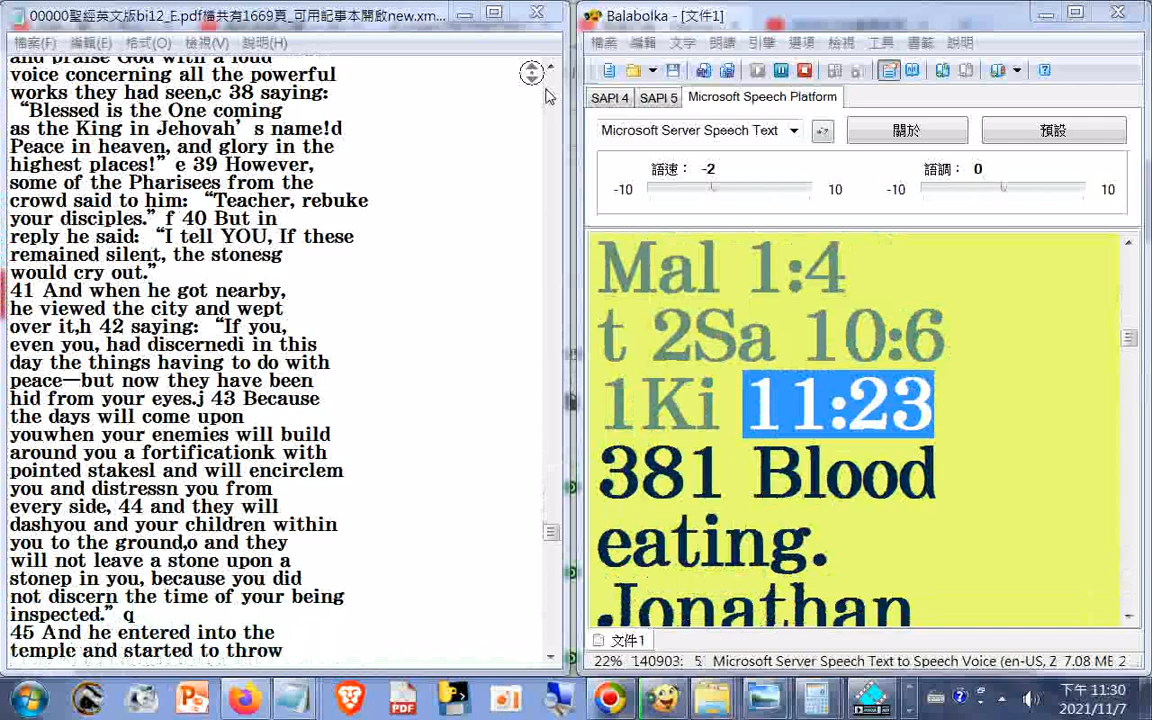 00000聖經英文版bi12_E.pdf檔共有1669頁_可用記事本開啟new.xm...
檔案(F) 編輯(E) 格式(O) 檢視(V) 說明(H)
and praise God with a loud
voice concerning all the powerful
works they had seen,c 38 saying:
“Blessed is the One coming
as the King in Jehovah’s name!d
Peace in heaven, and glory in the
highest places!” e 39 However,
some of the Pharisees from the
crowd said to him: “Teacher, rebuke
your disciples.” f 40 But in
reply he said: “I tell YOU, If these
remained silent, the stonesg
would cry out.”
41 And when he got nearby,
he viewed the city and wept
over it,h 42 saying: “If you,
even you, had discernedi in this
day the things having to do with
peace—but now they have been
hid from your eyes.j 43 Because
the days will come upon
youwhen your enemies will build
around you a fortificationk with
pointed stakesl and will encirclem
you and distressn you from
every side, 44 and they will
dashyou and your children within
you to the ground,o and they
will not leave a stone upon a
stonep in you, because you did
not discern the time of your being
inspected.” q
45 And he entered into the
temple and started to throw
Balabolka - [文件1]
檔案 編輯 文字 朗讀 引擎 選項 檢視 工具 書籤 說明
SAPI 4 SAPI 5 Microsoft Speech Platform
Microsoft Server Speech Text 關於 預設
語速： -2 語調： 0
-10 10 -10 10
Mal 1:4
t 2Sa 10:6
1Ki 11:23
381 Blood
eating.
Jonathan
文件1
22% 140903: 5 Microsoft Server Speech Text to Speech Voice (en-US, Z 7.08 MB 2
PDF
下午 11:30
2021/11/7